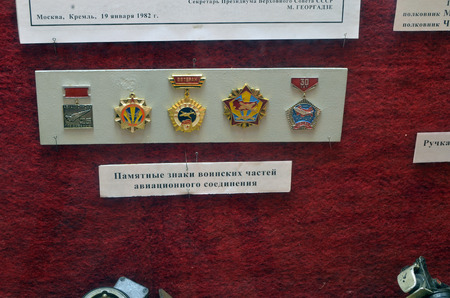 Секретарь Президиума Верховного Совета СССР
М. ГЕОРГАДЗЕ
Москва, Кремль, 19 января 1982 г.
полковник М
полковник Ч
30
Памятные знаки воинских частей
авиационного соединения
Ручка